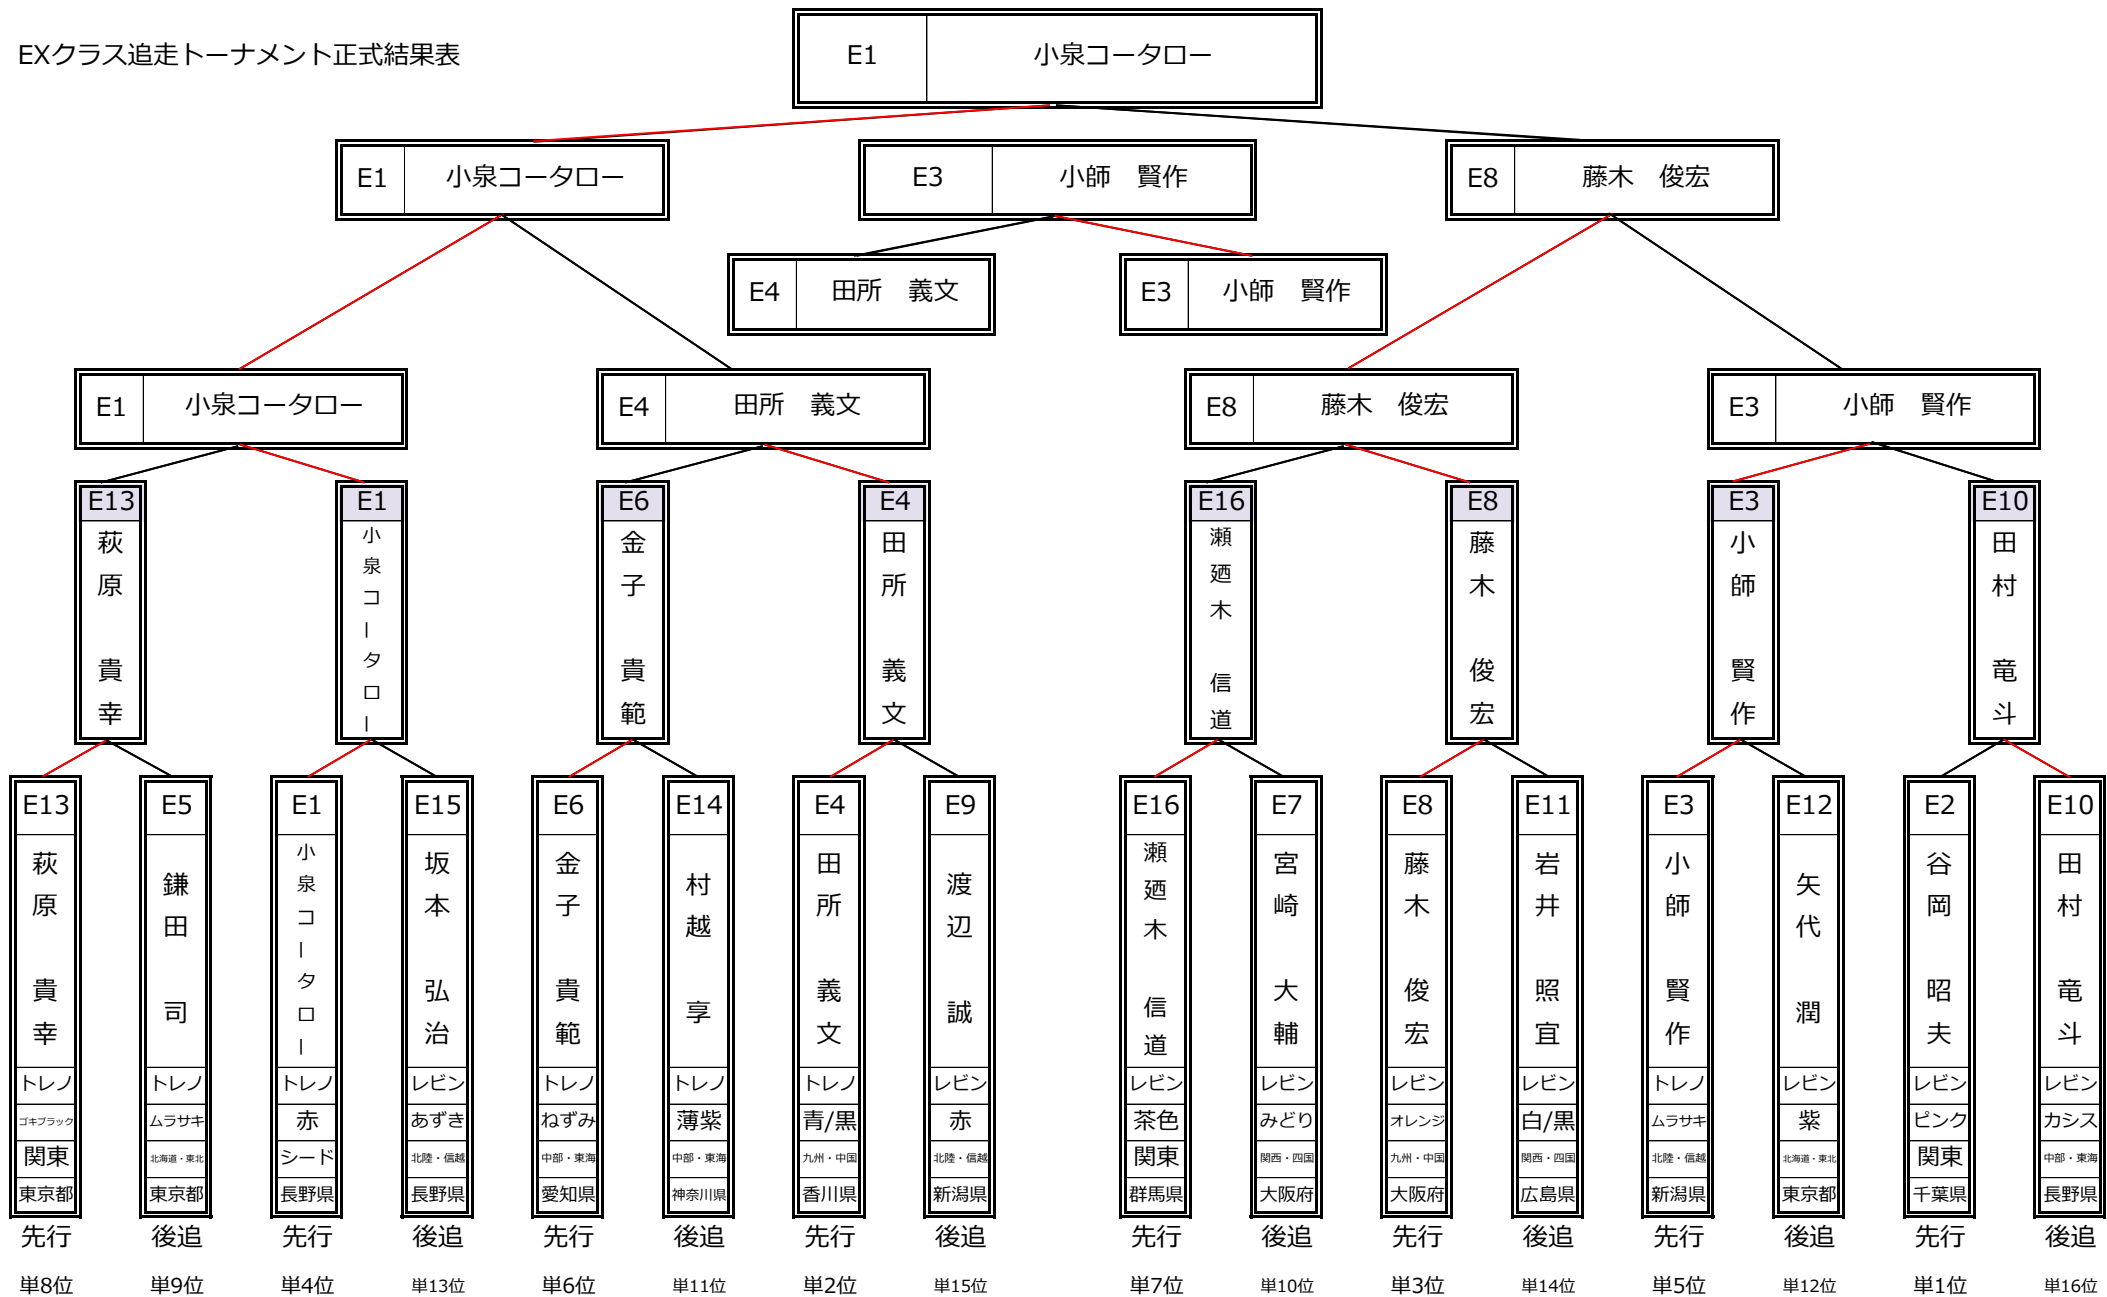 E1 小泉コータロー
EXクラス追走トーナメント正式結果表
E1 小泉コータロー
E3 小師　賢作
E8 藤木　俊宏
E4 田所　義文
E3 小師　賢作
E1 小泉コータロー
E4 田所　義文
E8 藤木　俊宏
E3 小師　賢作
E13 E1 E6 E4 E16 E8 E3 E10
萩原　貴幸
小泉コータロー
金子　貴範
田所　義文
瀬廼木　信道
藤木　俊宏
小師　賢作
田村　竜斗
E13 E5 E1 E15 E6 E14 E4 E9 E16 E7 E8 E11 E3 E12 E2 E10
萩原　貴幸
鎌田　司
小泉コータロー
坂本　弘治
金子　貴範
村越　享
田所　義文
渡辺　誠
瀬廼木　信道
宮崎　大輔
藤木　俊宏
岩井　照宜
小師　賢作
矢代　潤
谷岡　昭夫
田村　竜斗
トレノ トレノ トレノ レビン トレノ トレノ トレノ レビン レビン レビン レビン レビン トレノ レビン レビン レビン
ゴキブラック ムラサキ 赤 あずき ねずみ 薄紫 青/黒 赤 茶色 みどり オレンジ 白/黒 ムラサキ 紫 ピンク カシス
関東 北海道・東北 シード 北陸・信越 中部・東海 中部・東海 九州・中国 北陸・信越 関東 関西・四国 九州・中国 関西・四国 北陸・信越 北海道・東北 関東 中部・東海
東京都 東京都 長野県 長野県 愛知県 神奈川県 香川県 新潟県 群馬県 大阪府 大阪府 広島県 新潟県 東京都 千葉県 長野県
先行 後追 先行 後追 先行 後追 先行 後追 先行 後追 先行 後追 先行 後追 先行 後追
単8位 単9位 単4位 単13位 単6位 単11位 単2位 単15位 単7位 単10位 単3位 単14位 単5位 単12位 単1位 単16位